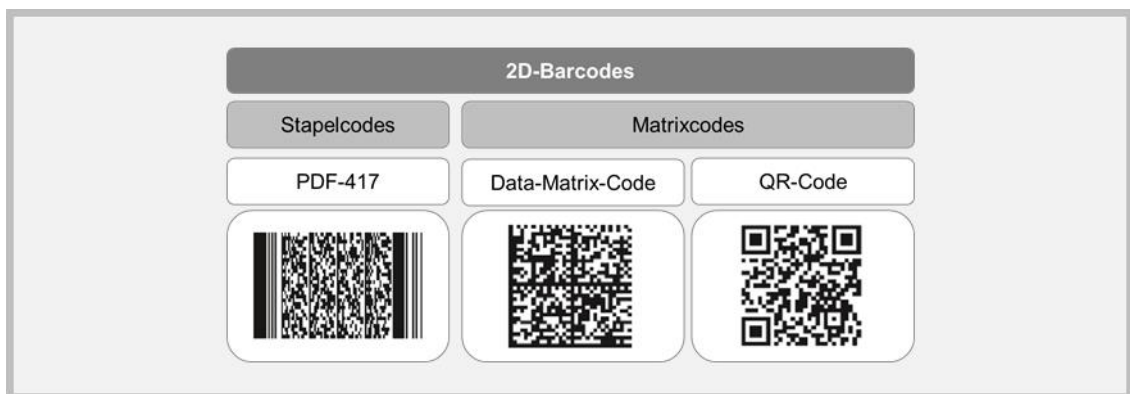 2D-Barcodes
Stapelcodes Matrixcodes
PDF-417 Data-Matrix-Code QR-Code